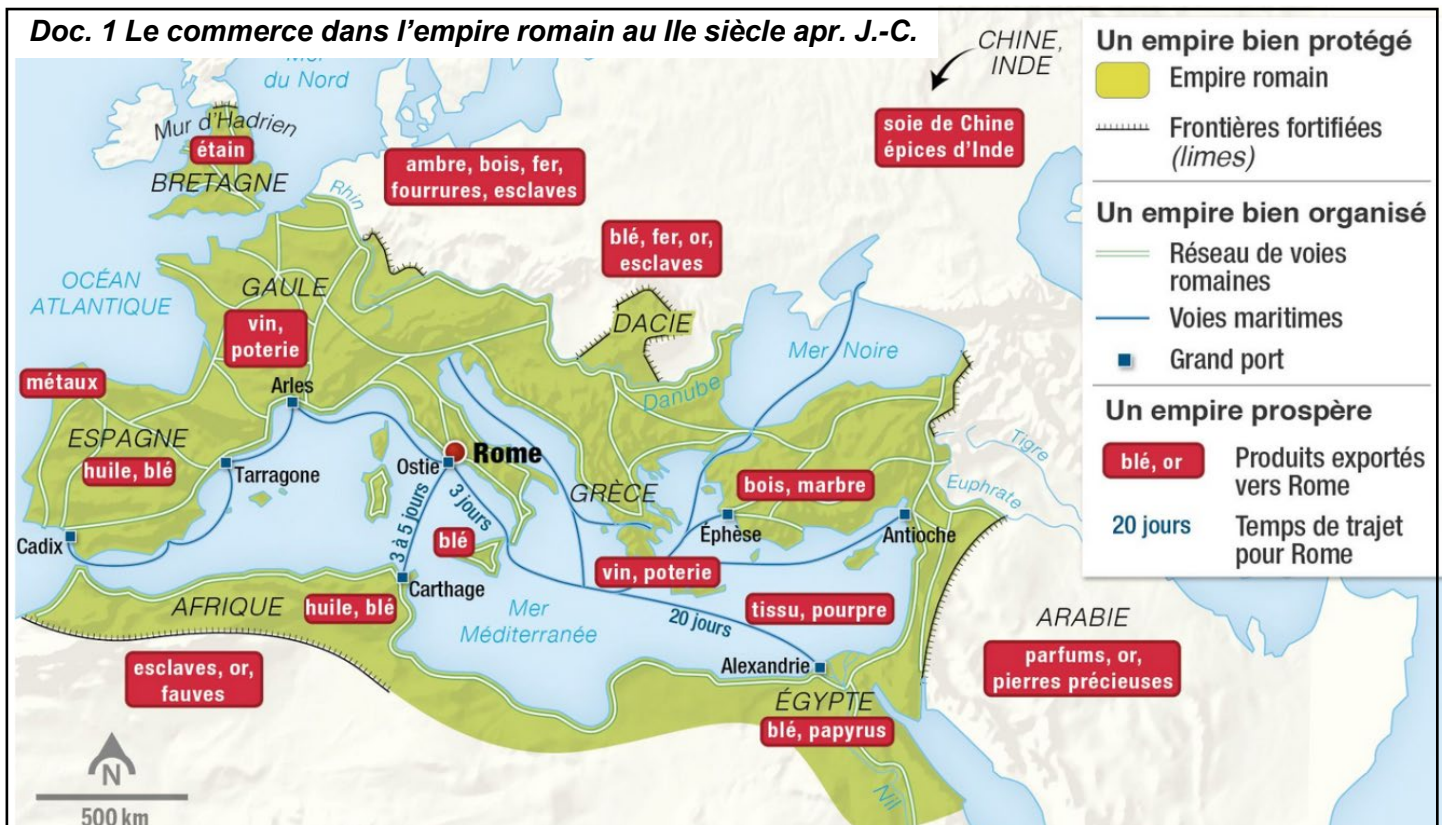 Doc. 1 Le commerce dans l’empire romain au IIe siècle apr. J.-C.
du Nord
Mur d'Hadrien
étain
BRETAGNE
Rhin
ambre, bois, fer,
fourrures, esclaves
CHINE,
INDE
soie de Chine
épices d'Inde
blé, fer, or,
esclaves
OCÉAN
ATLANTIQUE
GAULE
vin,
poterie
DACIE
Mer Noire
Danube
métaux
Arles
ESPAGNE
huile, blé
Tarragone
Ostie
Rome
GRÈCE
bois, marbre
Tigre
Euphrate
Cadix
3 à 5 jours
3 jours
blé
Éphèse
Antioche
Carthage
vin, poterie
AFRIQUE
huile, blé
Mer
Méditerranée
20 jours
tissu, pourpre
ARABIE
parfums, or,
pierres précieuses
esclaves, or,
fauves
Alexandrie
ÉGYPTE
blé, papyrus
Nil
N
500 km
Un empire bien protégé
Empire romain
Frontières fortifiées
(limes)
Un empire bien organisé
Réseau de voies
romaines
Voies maritimes
Grand port
Un empire prospère
blé, or
Produits exportés
vers Rome
20 jours
Temps de trajet
pour Rome